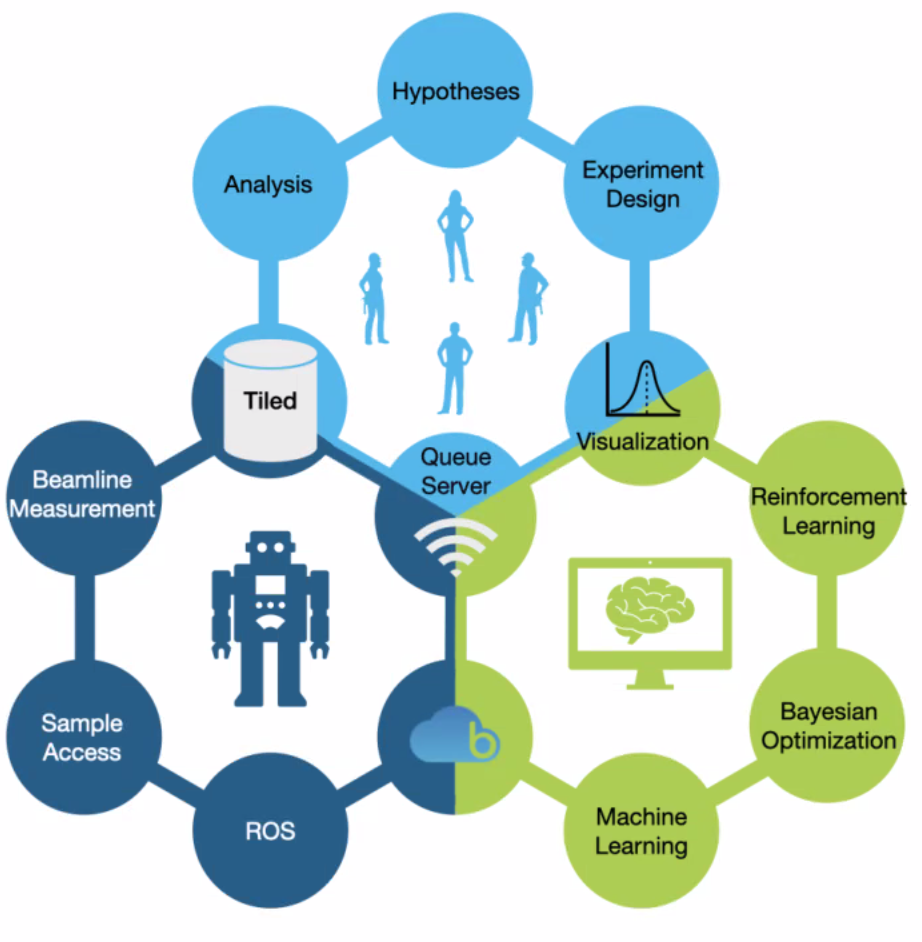 Hypotheses
Analysis
Experiment
Design
Tiled
Visualization
Queue
Server
Beamline
Measurement
Reinforcement
Learning
Sample
Access
b
Bayesian
Optimization
ROS
Machine
Learning